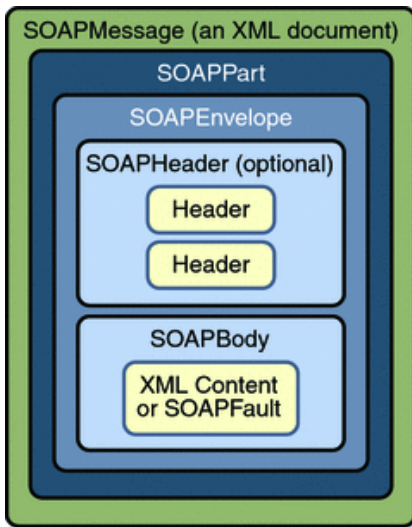 SOAPMessage (an XML document)
SOAPPart
SOAPEnvelope
SOAPHeader (optional)
Header
Header
SOAPBody
XML Content
or SOAPFault